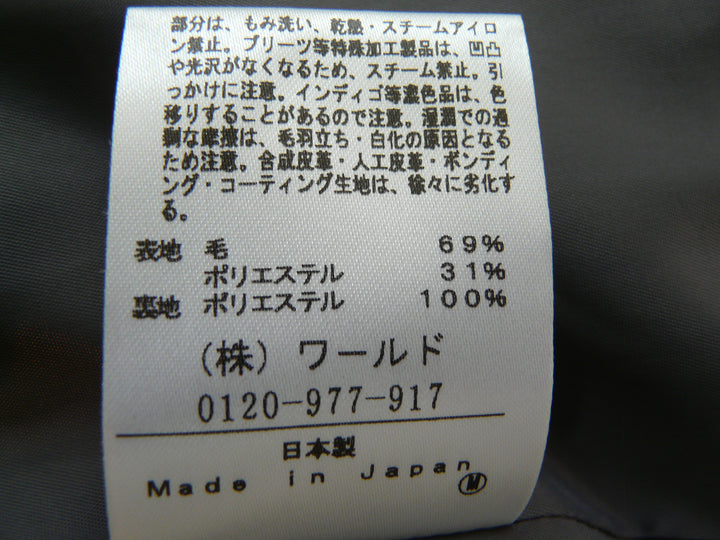 部分は、もみ洗い、乾燥・スチームアイロ
ン禁止。プリーツ等特殊加工製品は、凹凸
や光沢がなくなるため、スチーム禁止。引
っかけに注意。インディゴ等濃色品は、色
移りすることがあるので注意。湿潤での過
剰な摩擦は、毛羽立ち・白化の原因となる
ため注意。合成皮革・人工皮革・ボンディ
ング・コーティング生地は、徐々に劣化す
る。
表地 毛 69%
ポリエステル 31%
裏地 ポリエステル 100%
(株) ワールド
0120-977-917
日本製
Made in Japan
M